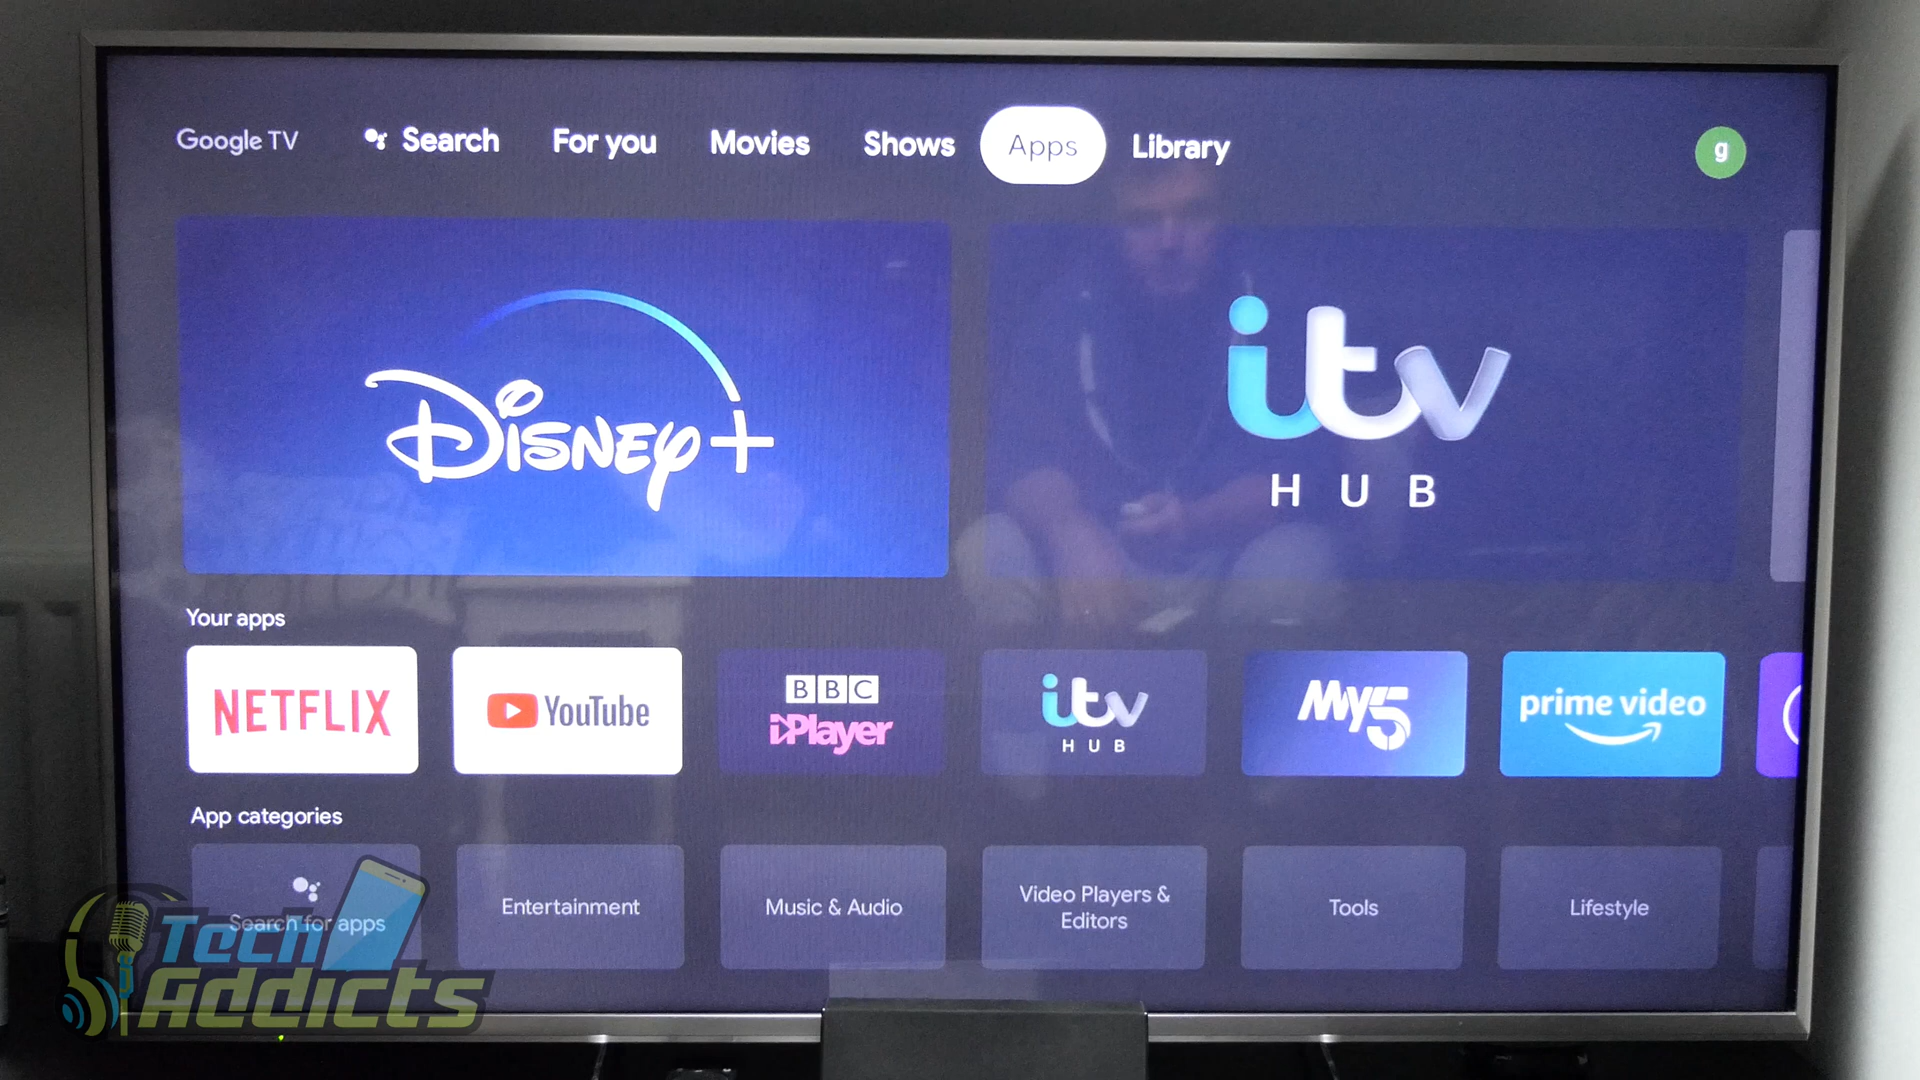 Google TV
Search
For you
Movies
Shows
Apps
Library
g
Disney+
itv
HUB
Your apps
NETFLIX
YouTube
BBC
iPlayer
itv
HUB
My5
prime video
App categories
Search for apps
Entertainment
Music & Audio
Video Players &
Editors
Tools
Lifestyle
Tech
Addicts